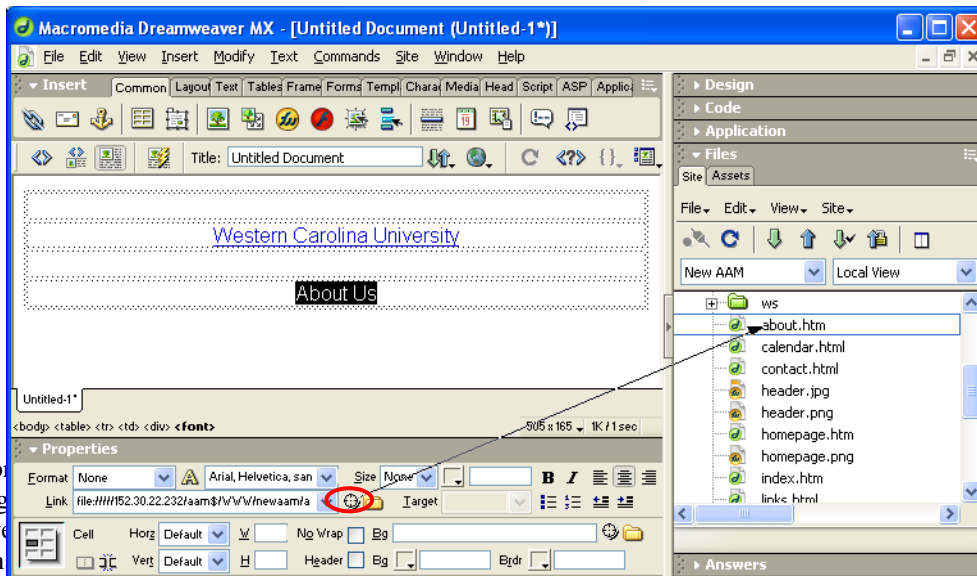 Macromedia Dreamweaver MX - [Untitled Document (Untitled-1*)]
File Edit View Insert Modify Text Commands Site Window Help
Insert Common Layout Text Tables Frame Forms Templ Charac Media Head Script ASP Applic
Title: Untitled Document
Western Carolina University
About Us
Untitled-1*
<body> <table> <tr> <td> <div> <font>
505 x 165 1K / 1 sec
Properties
Format None Arial, Helvetica, san Size None B I
Link file://///152.30.22.232/aam$/WWW/newaam/a Target
Cell Horz Default W No Wrap Bg
Vert Default H Header Bg Brdr
Design
Code
Application
Files
Site Assets
File Edit View Site
New AAM Local View
ws
about.htm
calendar.html
contact.html
header.jpg
header.png
homepage.htm
homepage.png
index.htm
links.html
Answers